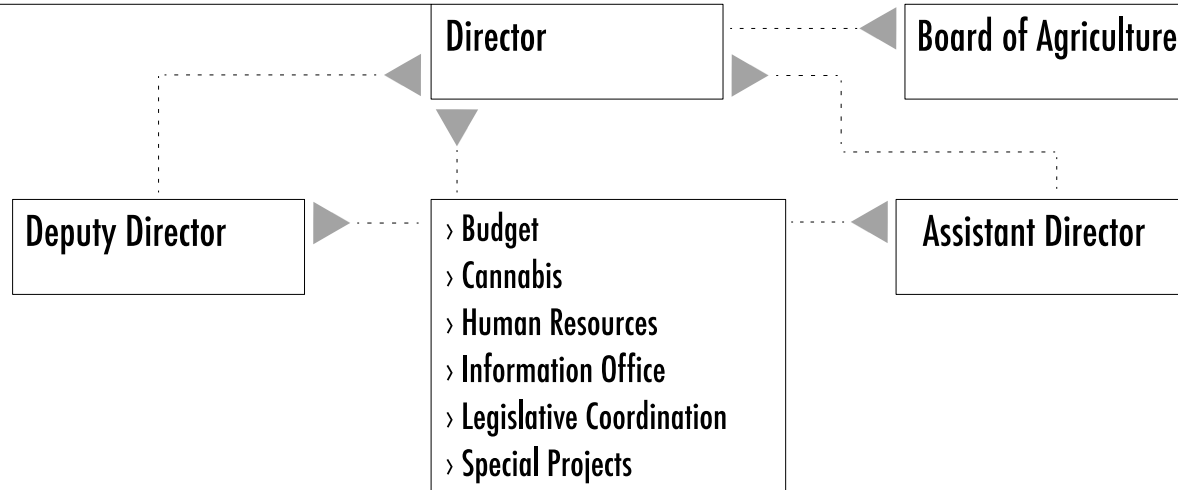 Director
Board of Agriculture
Deputy Director
› Budget
› Cannabis
› Human Resources
› Information Office
› Legislative Coordination
› Special Projects
Assistant Director